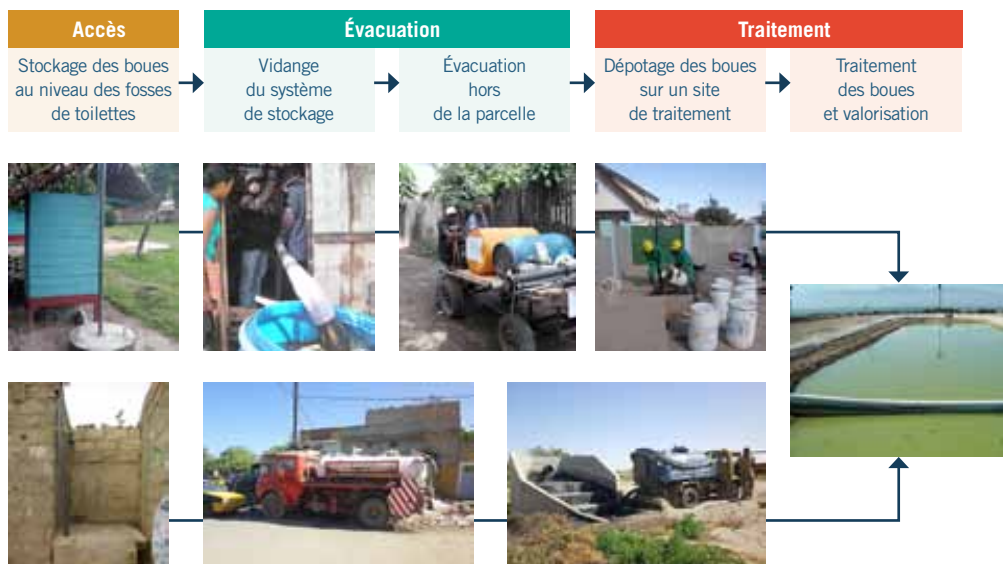 Accès
Évacuation
Traitement
Stockage des boues
au niveau des fosses
de toilettes
Vidange
du système
de stockage
Évacuation
hors
de la parcelle
Dépotage des boues
sur un site
de traitement
Traitement
des boues
et valorisation